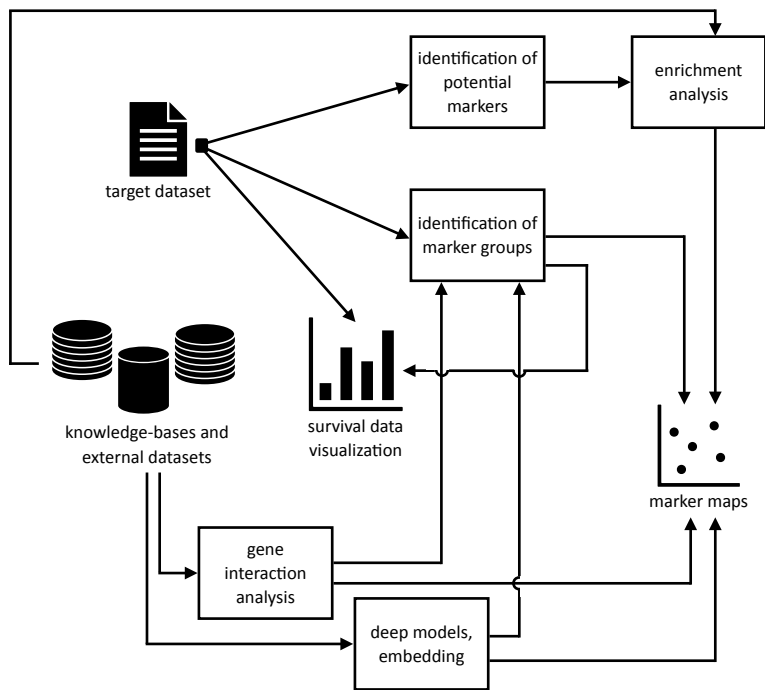 identification of
potential
markers
enrichment
analysis
target dataset
identification of
marker groups
knowledge-bases and
external datasets
survival data
visualization
marker maps
gene
interaction
analysis
deep models,
embedding